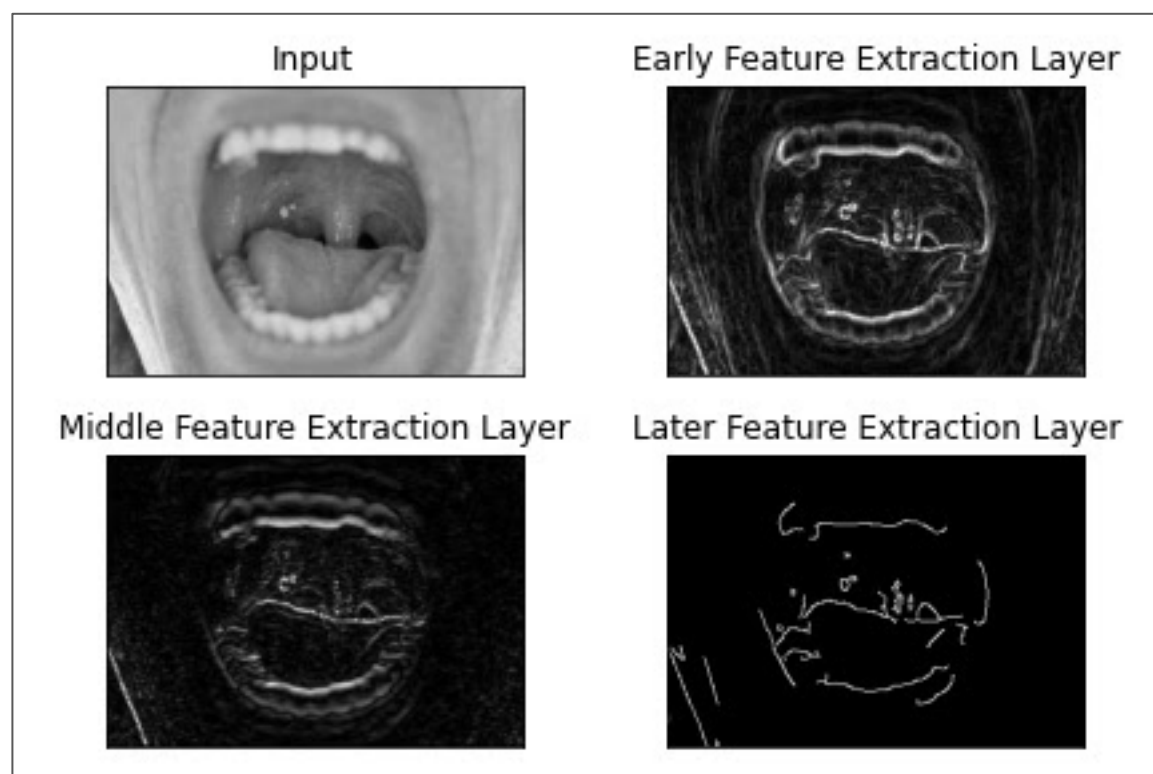 Input
Early Feature Extraction Layer
Middle Feature Extraction Layer
Later Feature Extraction Layer